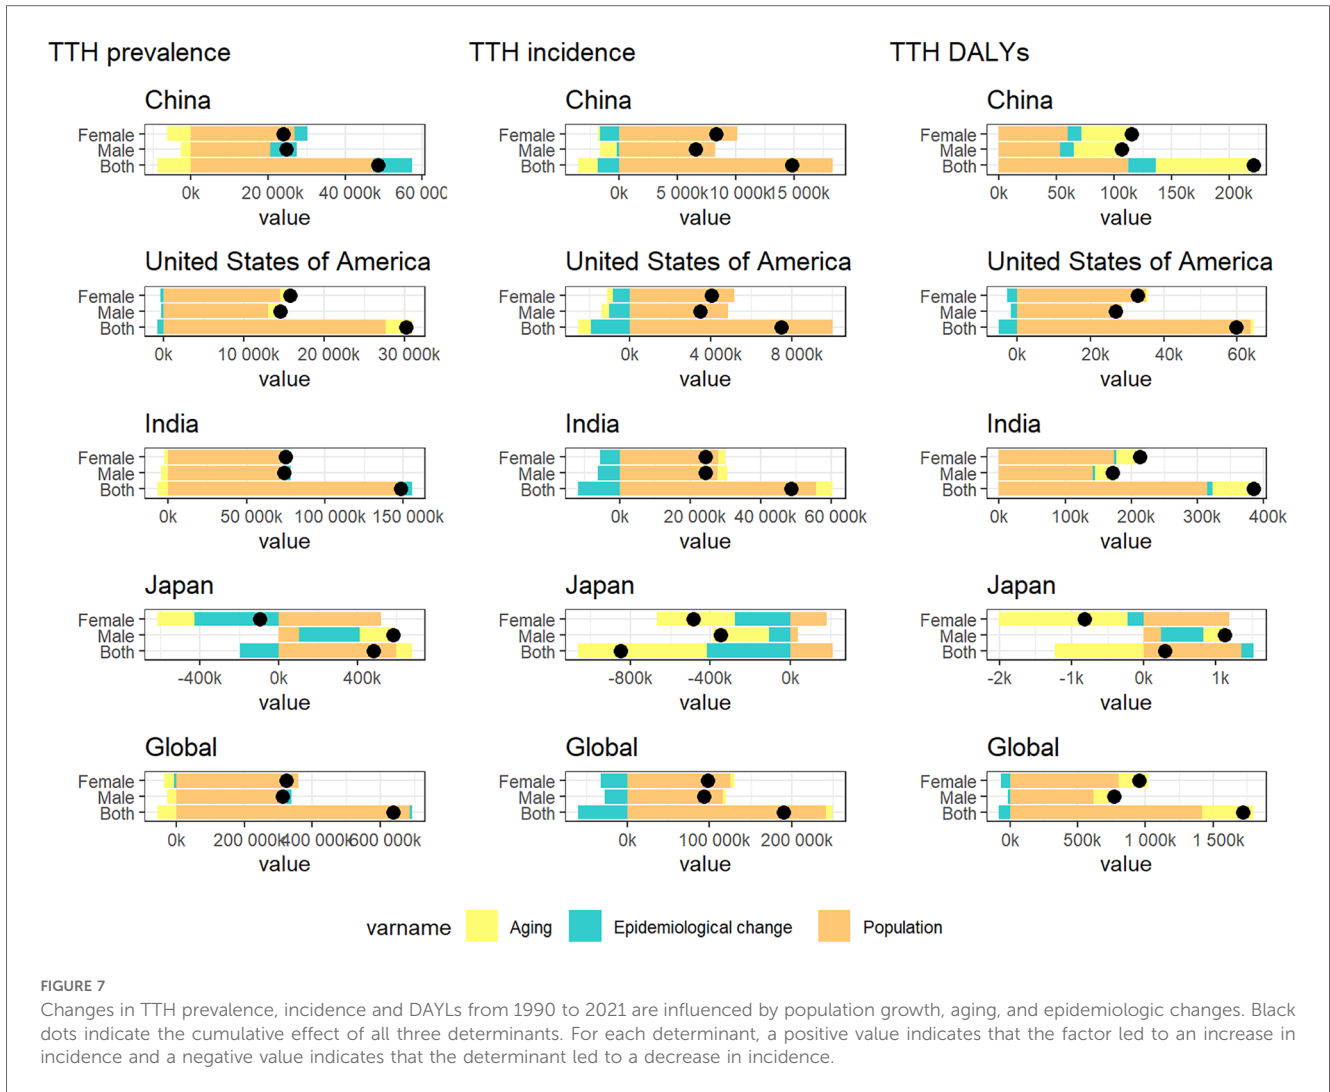 TTH prevalence TTH incidence TTH DALYs
China China China
Female
Male
Both
0k 20 000k 40 000k 60 000k
value
0k 5 000k 10 000k 15 000k
value
Female
Male
Both
0k 50k 100k 150k 200k
value
United States of America United States of America United States of America
Female
Male
Both
0k 10 000k 20 000k 30 000k
value
Female
Male
Both
0k 4 000k 8 000k
value
Female
Male
Both
0k 20k 40k 60k
value
India India India
Female
Male
Both
0k 50 000k 100 000k 150 000k
value
Female
Male
Both
0k 20 000k 40 000k 60 000k
value
Female
Male
Both
0k 100k 200k 300k 400k
value
Japan Japan Japan
Female
Male
Both
-400k 0k 400k
value
Female
Male
Both
-800k -400k 0k
value
Female
Male
Both
-2k -1k 0k 1k
value
Global Global Global
Female
Male
Both
0k 200 000k 400 000k 600 000k
value
Female
Male
Both
0k 100 000k 200 000k
value
Female
Male
Both
0k 500k 1 000k 1 500k
value
varname Aging Epidemiological change Population
FIGURE 7
Changes in TTH prevalence, incidence and DAYLs from 1990 to 2021 are influenced by population growth, aging, and epidemiologic changes. Black
dots indicate the cumulative effect of all three determinants. For each determinant, a positive value indicates that the factor led to an increase in
incidence and a negative value indicates that the determinant led to a decrease in incidence.